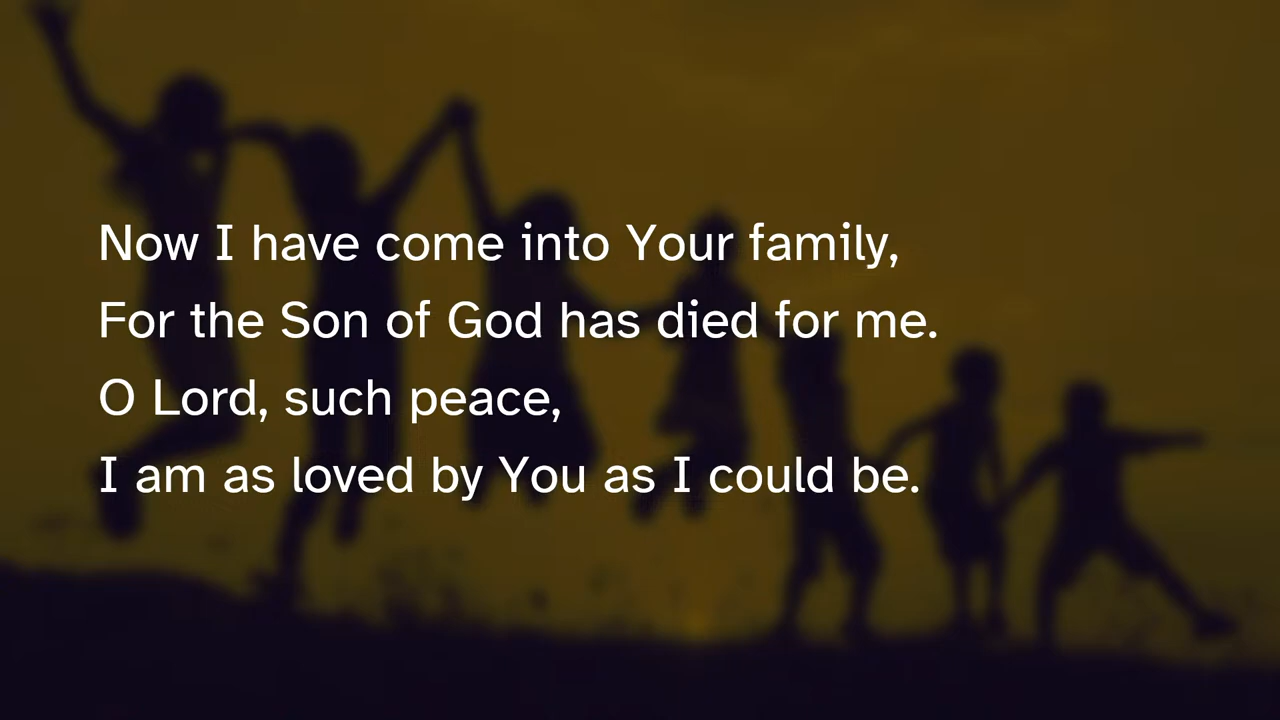 Now I have come into Your family,
For the Son of God has died for me.
O Lord, such peace,
I am as loved by You as I could be.